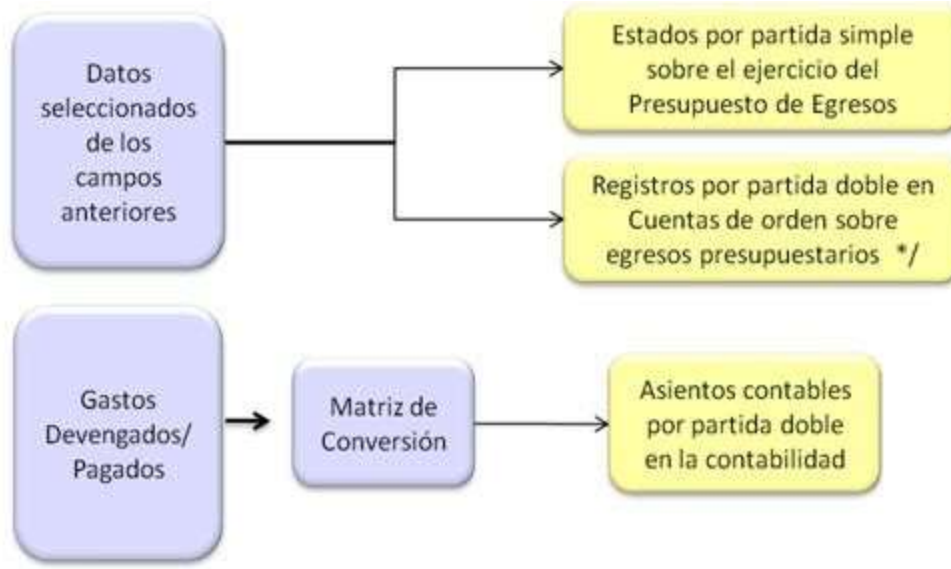 Datos
seleccionados
de los
campos
anteriores
Estados por partida simple
sobre el ejercicio del
Presupuesto de Egresos
Registros por partida doble en
Cuentas de orden sobre
egresos presupuestarios */
Gastos
Devengados/
Pagados
Matriz de
Conversión
Asientos contables
por partida doble
en la contabilidad